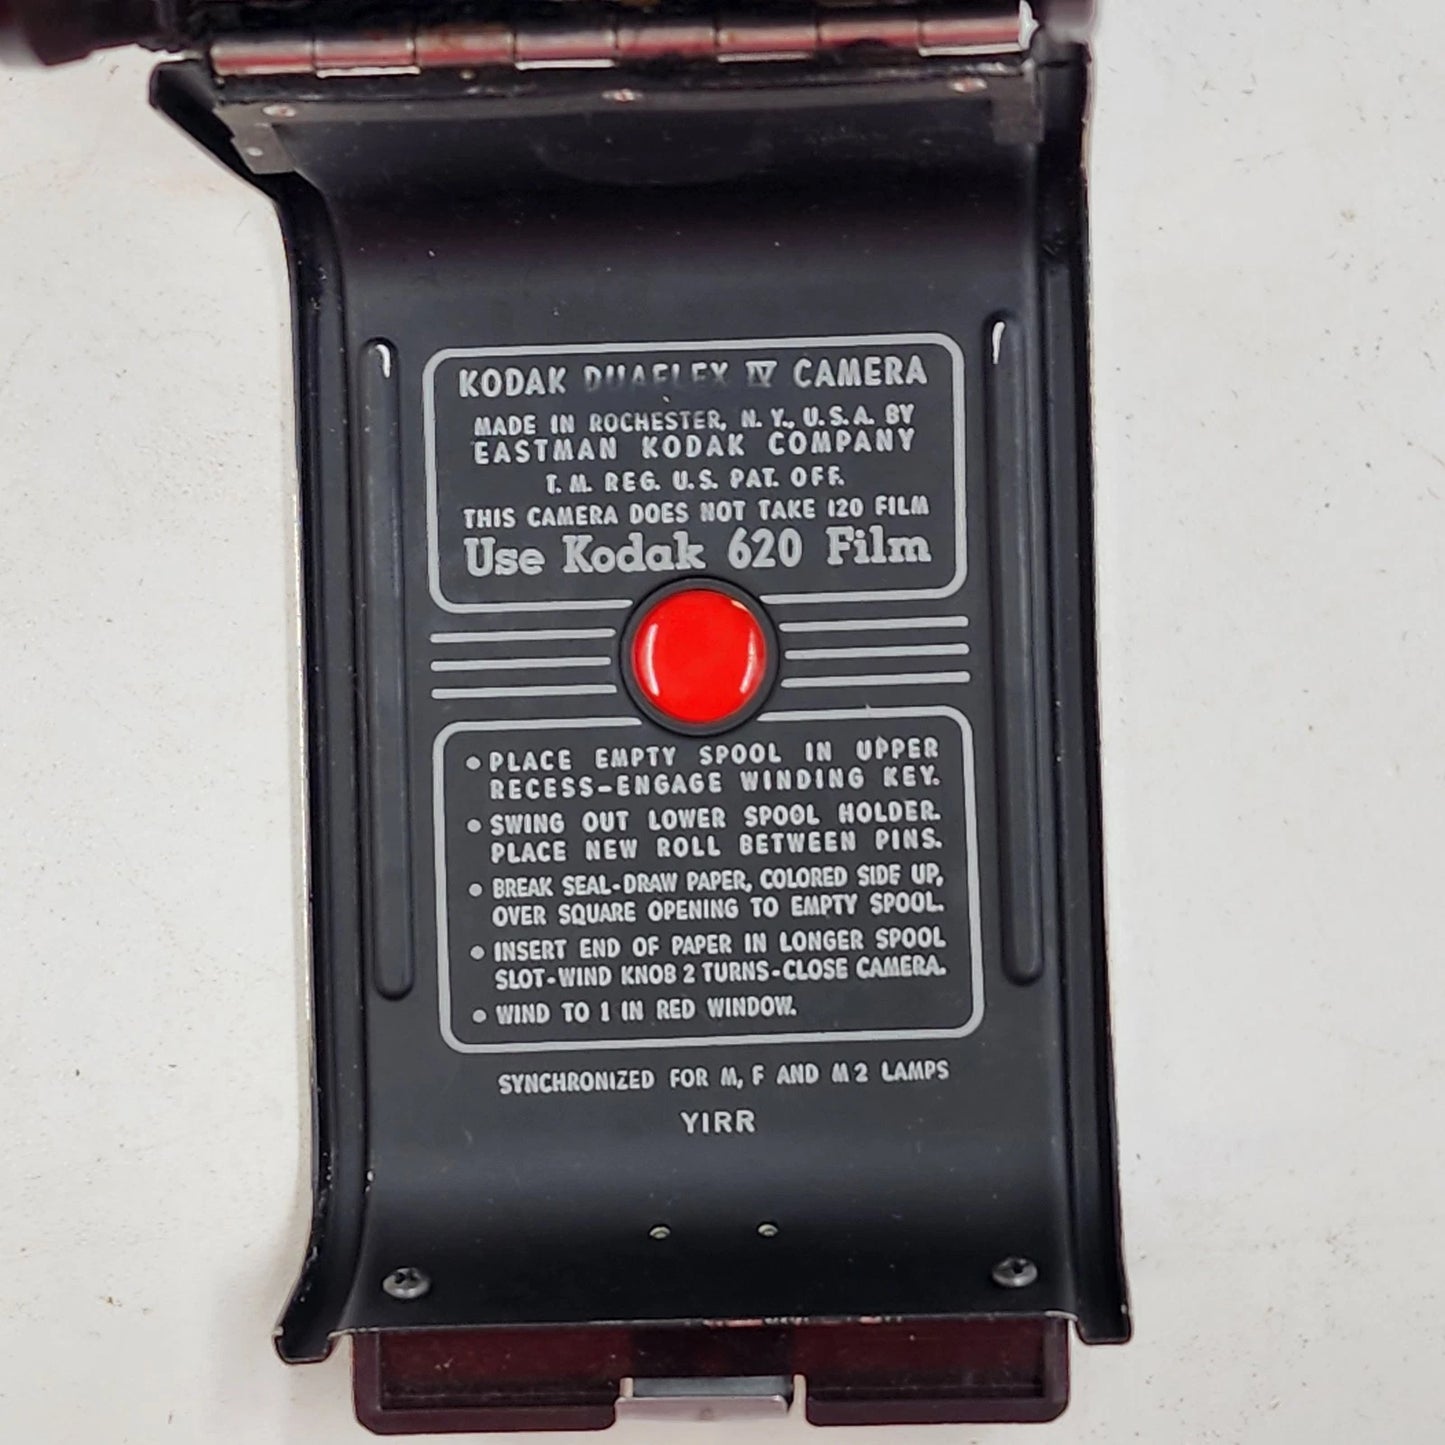 KODAK DUAFLEX IV CAMERA
MADE IN ROCHESTER, N. Y., U. S. A. BY
EASTMAN KODAK COMPANY
T. M. REG. U. S. PAT. OFF.
THIS CAMERA DOES NOT TAKE 120 FILM
Use Kodak 620 Film
• PLACE EMPTY SPOOL IN UPPER
RECESS-ENGAGE WINDING KEY.
• SWING OUT LOWER SPOOL HOLDER.
PLACE NEW ROLL BETWEEN PINS.
• BREAK SEAL-DRAW PAPER, COLORED SIDE UP,
OVER SQUARE OPENING TO EMPTY SPOOL.
• INSERT END OF PAPER IN LONGER SPOOL
SLOT-WIND KNOB 2 TURNS-CLOSE CAMERA.
• WIND TO 1 IN RED WINDOW.
SYNCHRONIZED FOR M, F AND M2 LAMPS
YIRR